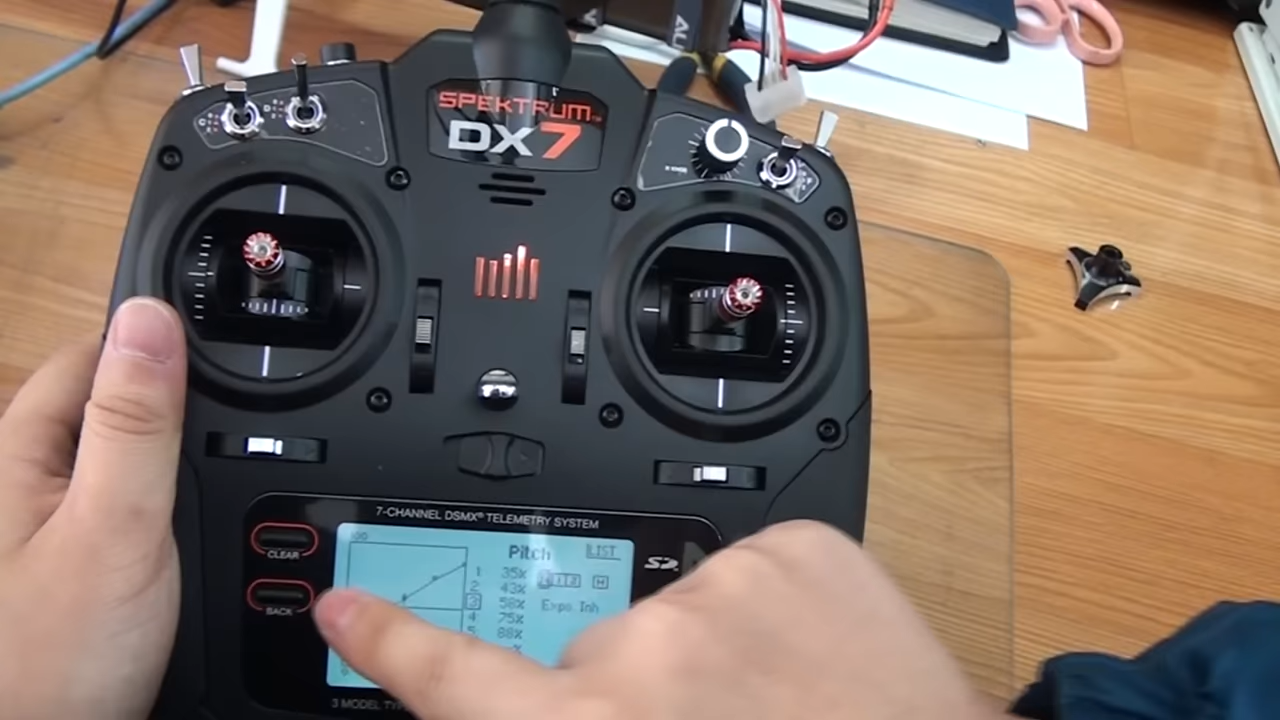 SPEKTRUM
DX7
7-CHANNEL DSMX® TELEMETRY SYSTEM
CLEAR
BACK
100
Pitch
LIST
1 35%
2 43%
3 58%
4 75%
5 88%
Expo Inh
H
SD
3 MODEL